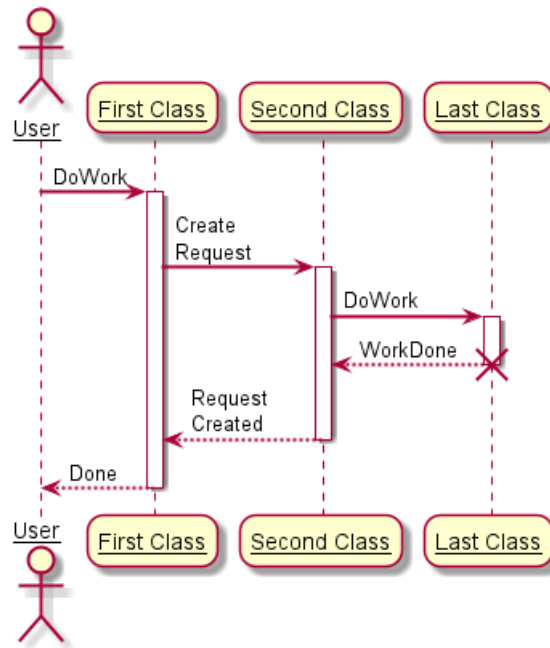 User
First Class
Second Class
Last Class
DoWork
Create
Request
DoWork
WorkDone
Request
Created
Done
User
First Class
Second Class
Last Class